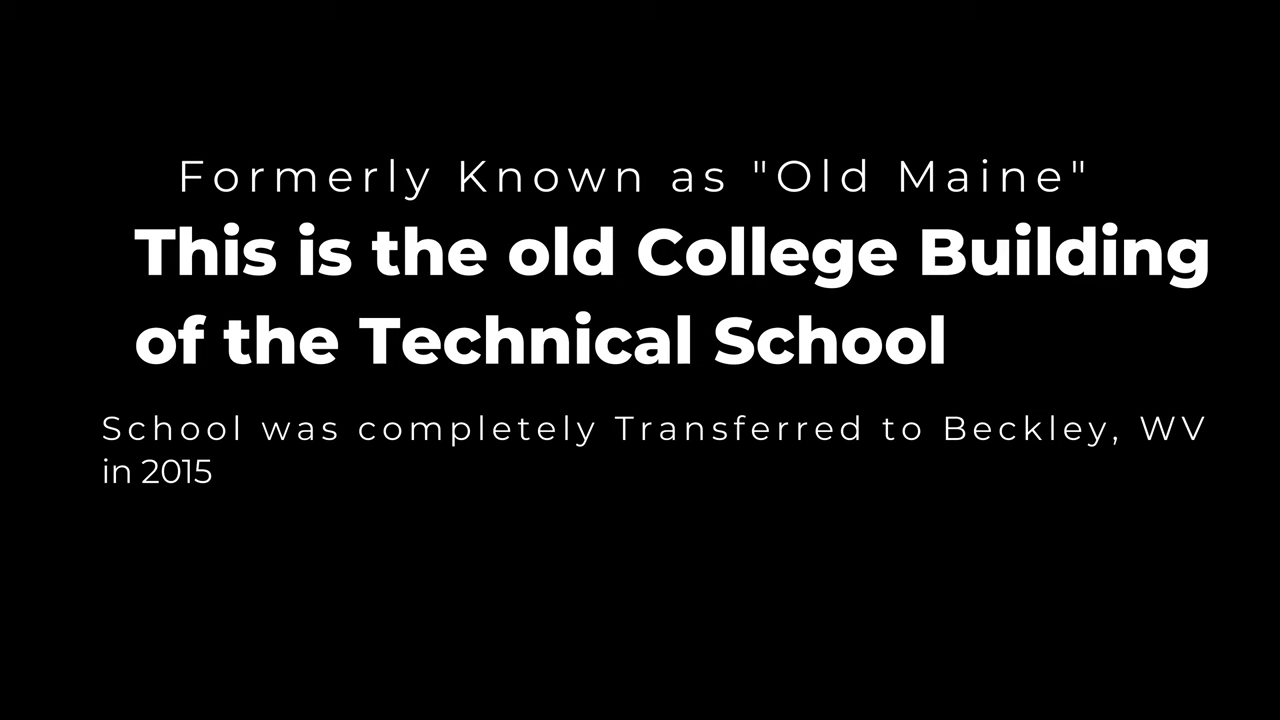 Formerly Known as "Old Maine"
This is the old College Building
of the Technical School
School was completely Transferred to Beckley, WV
in 2015